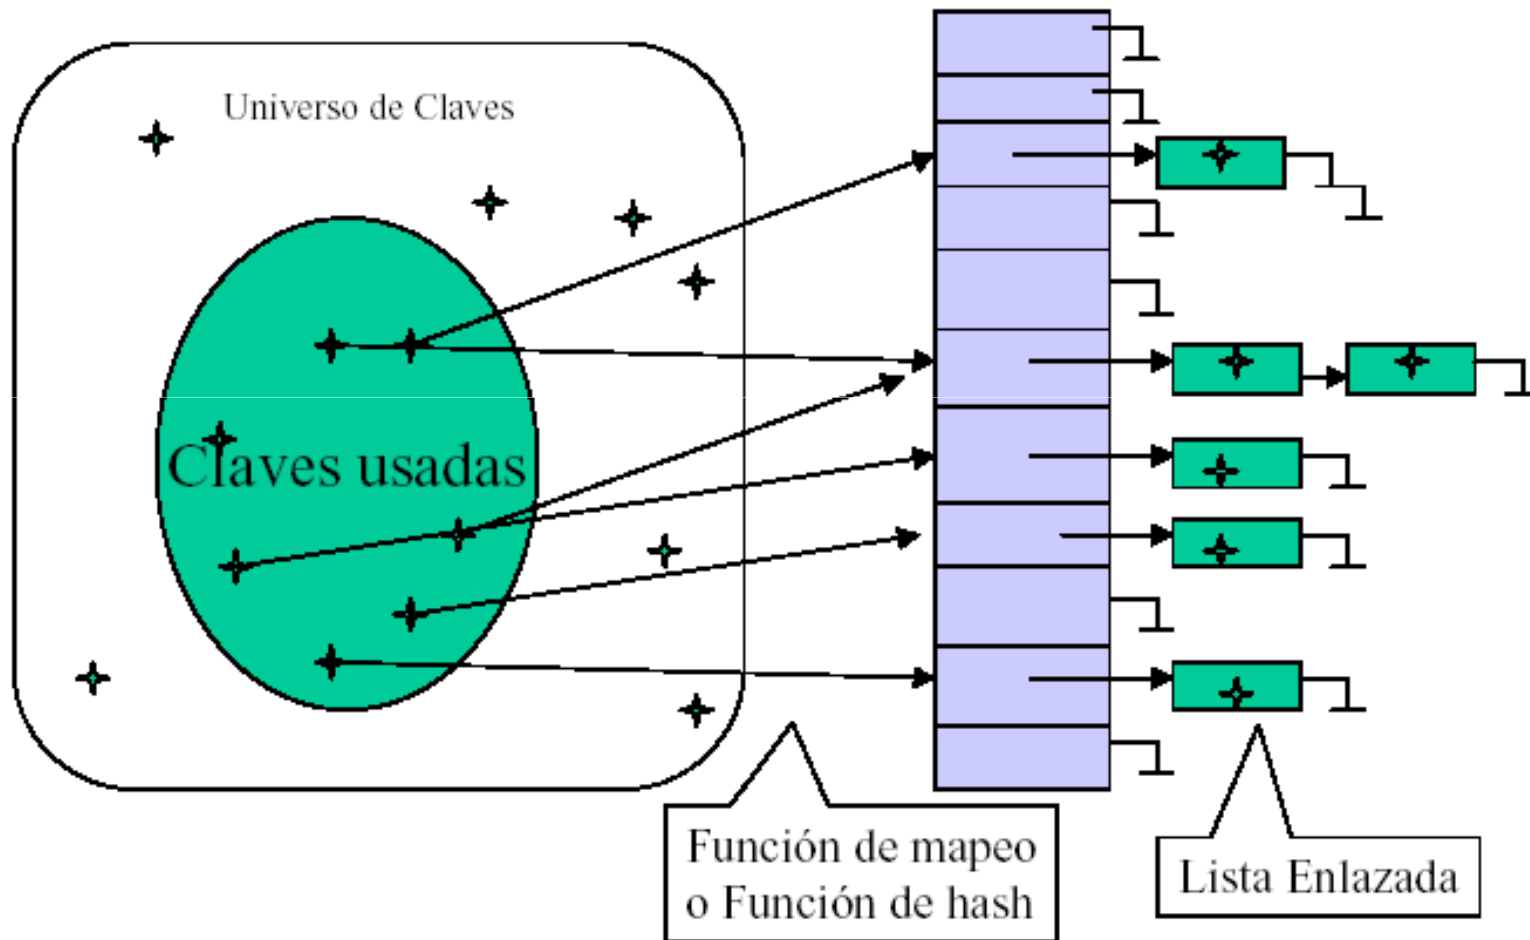 Universo de Claves
Claves usadas
Función de mapeo
o Función de hash
Lista Enlazada